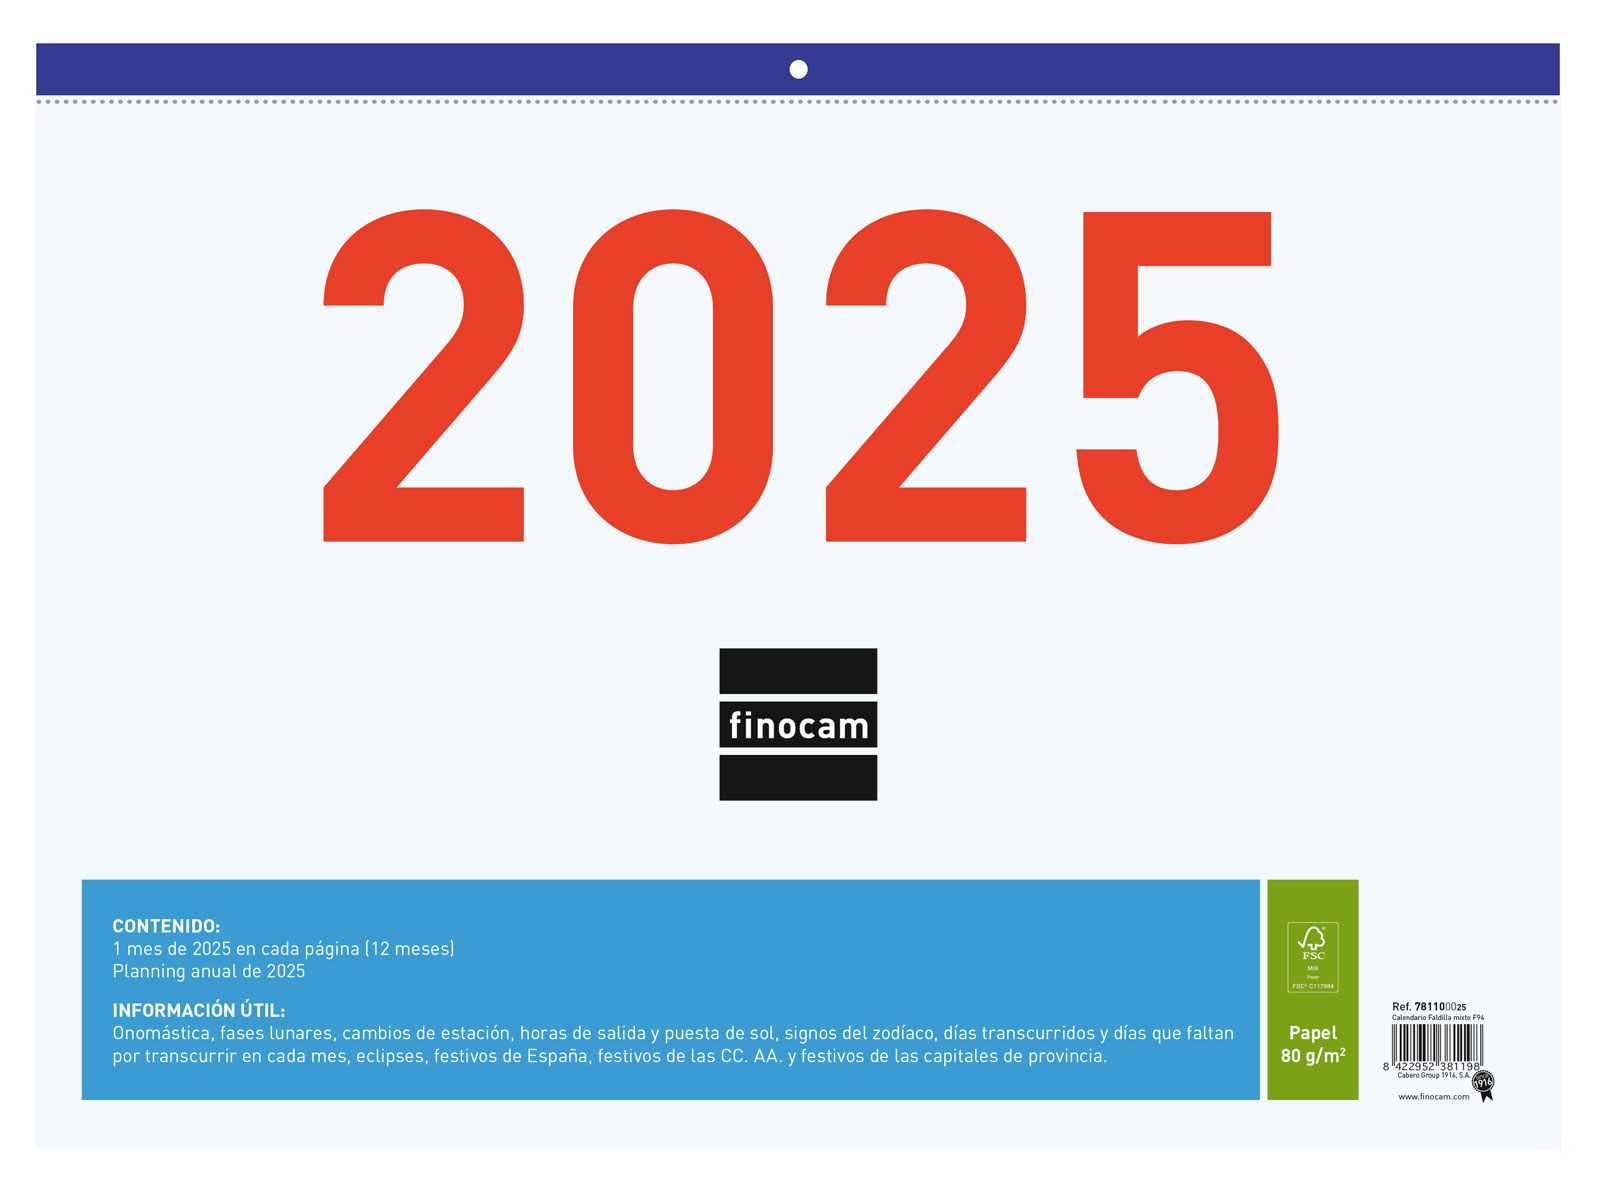 2025
finocam
CONTENIDO:
1 mes de 2025 en cada página (12 meses)
Planning anual de 2025
INFORMACIÓN ÚTIL:
Onomástica, fases lunares, cambios de estación, horas de salida y puesta de sol, signos del zodíaco, días transcurridos y días que faltan
por transcurrir en cada mes, eclipses, festivos de España, festivos de las CC. AA. y festivos de las capitales de provincia.
FSC
MIX
Paper
FSC® C117984
Papel
80 g/m²
Ref. 781100025
Calendario Faldilla mixto F94
8 422952 381198
Cabero Group 1916, S.A.
1916
www.finocam.com